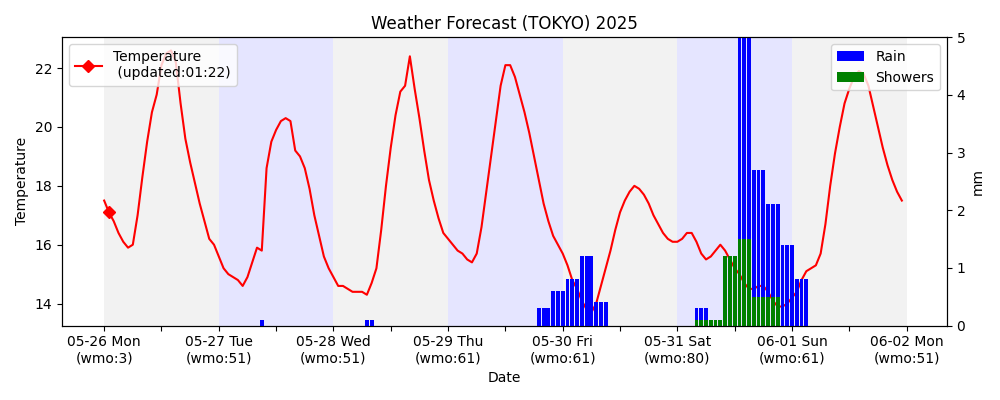 Weather Forecast (TOKYO) 2025
Temperature
(updated:01:22)
Rain
Showers
Temperature
22
20
18
16
14
5
4
3
2
1
0
mm
05-26 Mon
(wmo:3)
05-27 Tue
(wmo:51)
05-28 Wed
(wmo:51)
05-29 Thu
(wmo:61)
05-30 Fri
(wmo:61)
05-31 Sat
(wmo:80)
06-01 Sun
(wmo:61)
06-02 Mon
(wmo:51)
Date